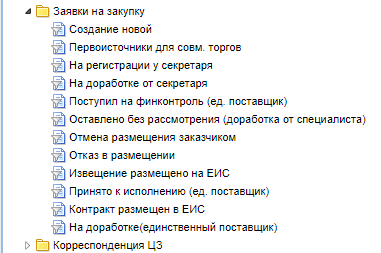 Заявки на закупку
Создание новой
Первоисточники для совм. торгов
На регистрации у секретаря
На доработке от секретаря
Поступил на финконтроль (ед. поставщик)
Оставлено без рассмотрения (доработка от специалиста)
Отмена размещения заказчиком
Отказ в размещении
Извещение размещено на ЕИС
Принято к исполнению (ед. поставщик)
Контракт размещен в ЕИС
На доработке(единственный поставщик)
Корреспонденция ЦЗ